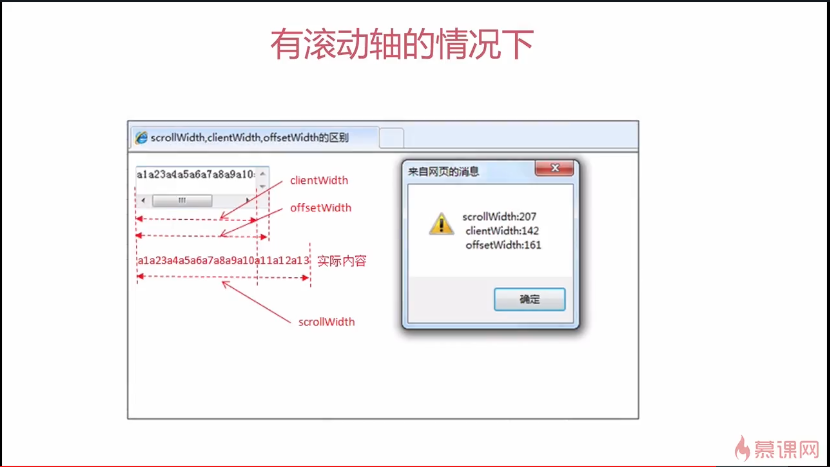 有滚动轴的情况下
scrollWidth,clientWidth,offsetWidth的区别
a1a23a4a5a6a7a8a9a10
clientWidth
offsetWidth
a1a23a4a5a6a7a8a9a10a11a12a13 实际内容
scrollWidth
来自网页的消息
scrollWidth:207
clientWidth:142
offsetWidth:161
确定
慕课网